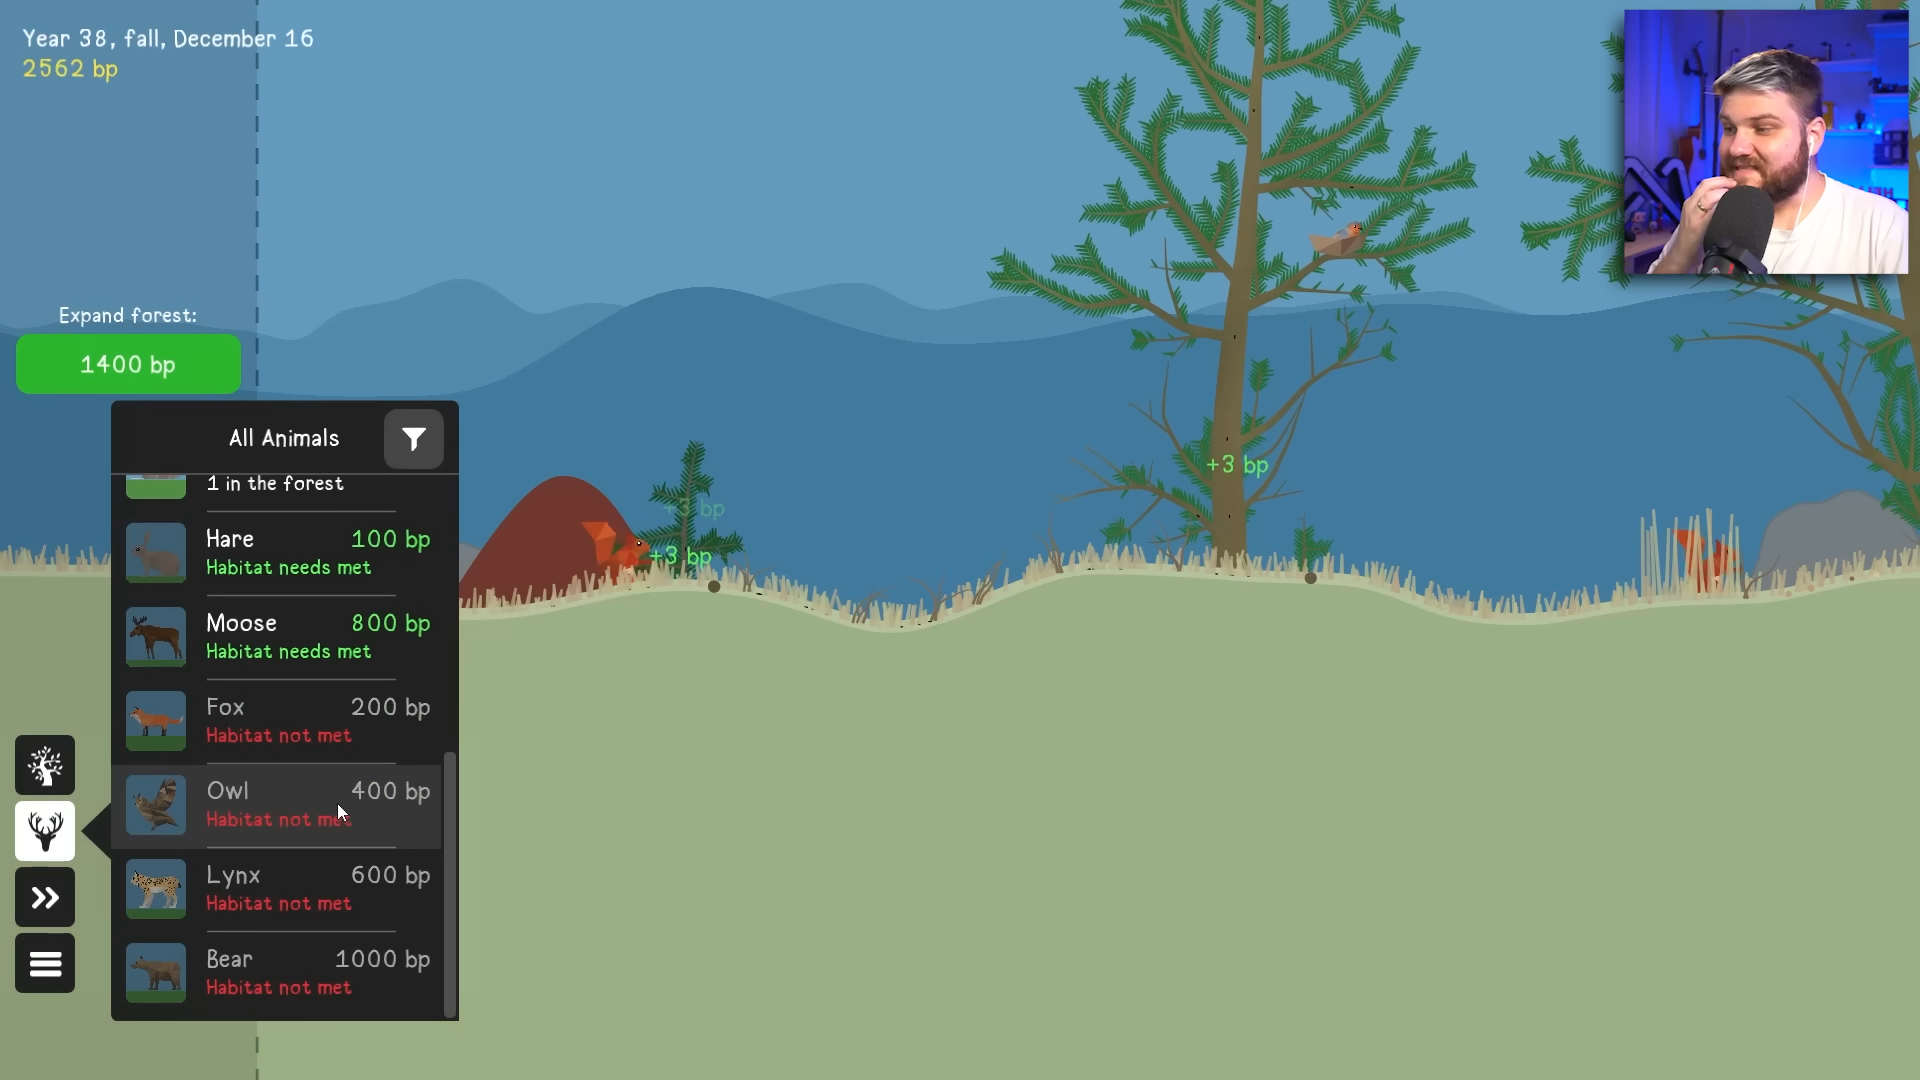 Year 38, fall, December 16
2562 bp
Expand forest:
1400 bp
All Animals
1 in the forest
Hare 100 bp
Habitat needs met
Moose 800 bp
Habitat needs met
Fox 200 bp
Habitat not met
Owl 400 bp
Habitat not met
Lynx 600 bp
Habitat not met
Bear 1000 bp
Habitat not met
+3 bp
+3 bp
+3 bp